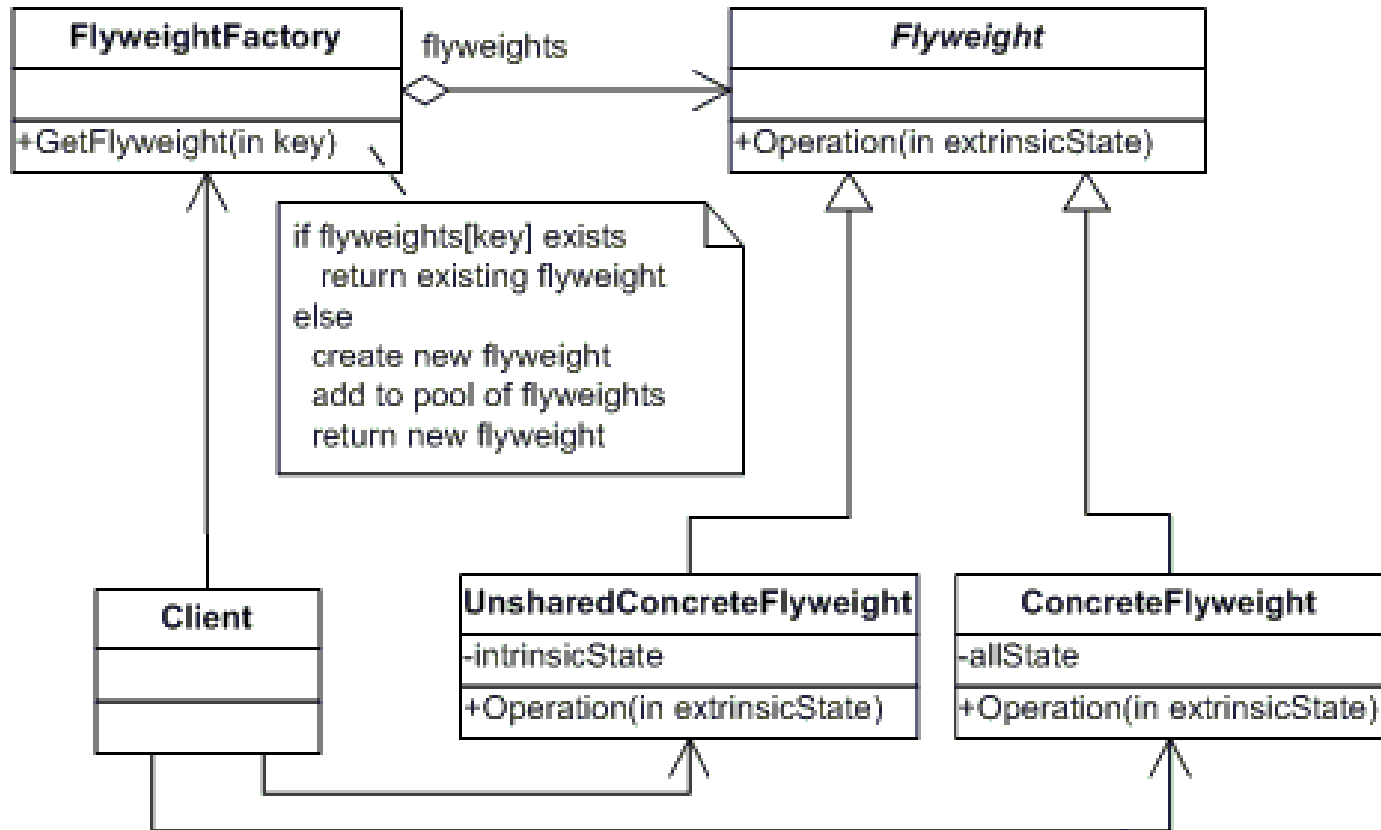 FlyweightFactory
+GetFlyweight(in key)
flyweights
Flyweight
+Operation(in extrinsicState)
if flyweights[key] exists
return existing flyweight
else
create new flyweight
add to pool of flyweights
return new flyweight
Client
UnsharedConcreteFlyweight
-intrinsicState
+Operation(in extrinsicState)
ConcreteFlyweight
-allState
+Operation(in extrinsicState)